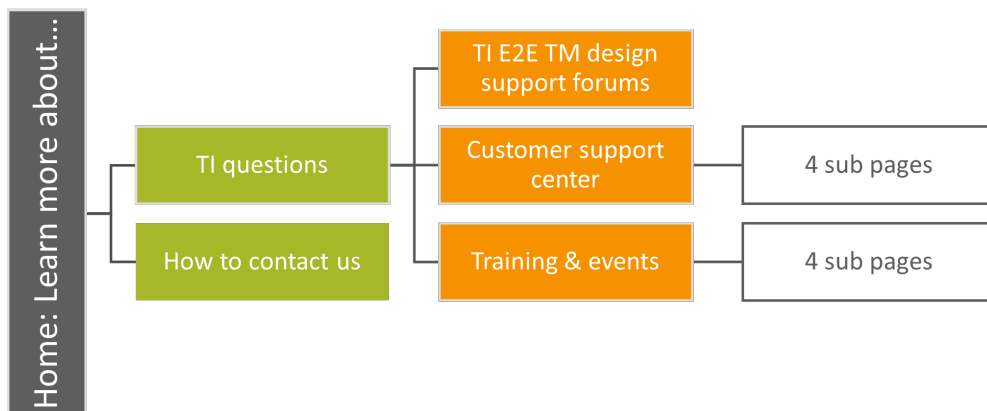 Home: Learn more about...
TI questions
How to contact us
TI E2E TM design
support forums
Customer support
center
Training & events
4 sub pages
4 sub pages